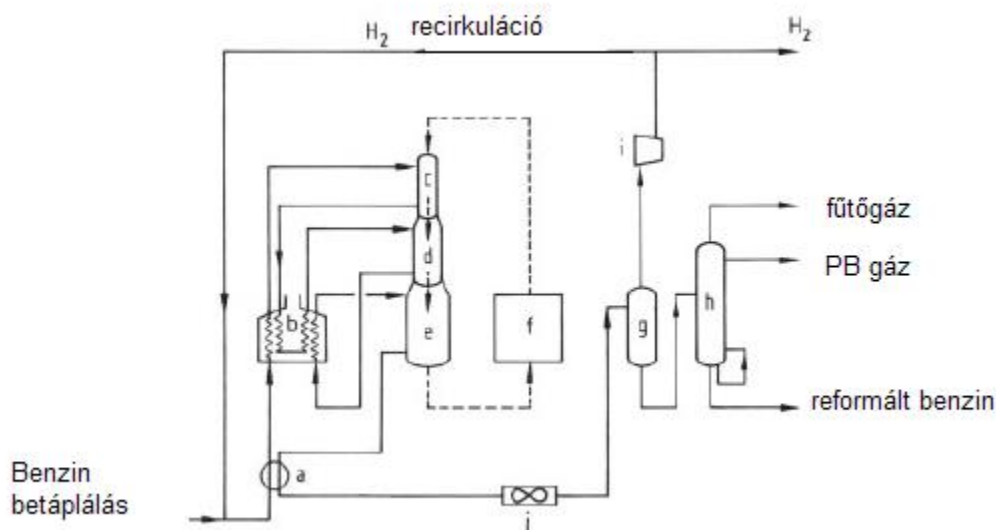 H₂ recirkuláció
H₂
i
c
fűtőgáz
d
PB gáz
b
e
f
g
h
reformált benzin
Benzin
betáplálás
a
j